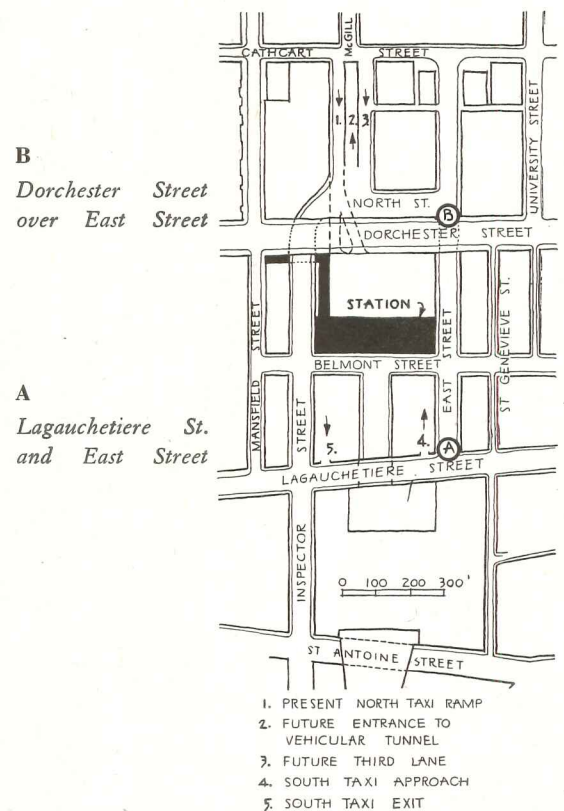 B
Dorchester Street
over East Street
A
Lagauchetiere St.
and East Street
CATHCART STREET
McGILL
1. 2. 3.
UNIVERSITY STREET
NORTH ST.
B
DORCHESTER STREET
STATION
MANSFIELD STREET
BELMONT STREET
EAST STREET
ST GENEVIEVE ST.
INSPECTOR STREET
5. 4.
A
LAGAUCHETIERE STREET
0 100 200 300'
ST ANTOINE STREET
1. PRESENT NORTH TAXI RAMP
2. FUTURE ENTRANCE TO
VEHICULAR TUNNEL
3. FUTURE THIRD LANE
4. SOUTH TAXI APPROACH
5. SOUTH TAXI EXIT